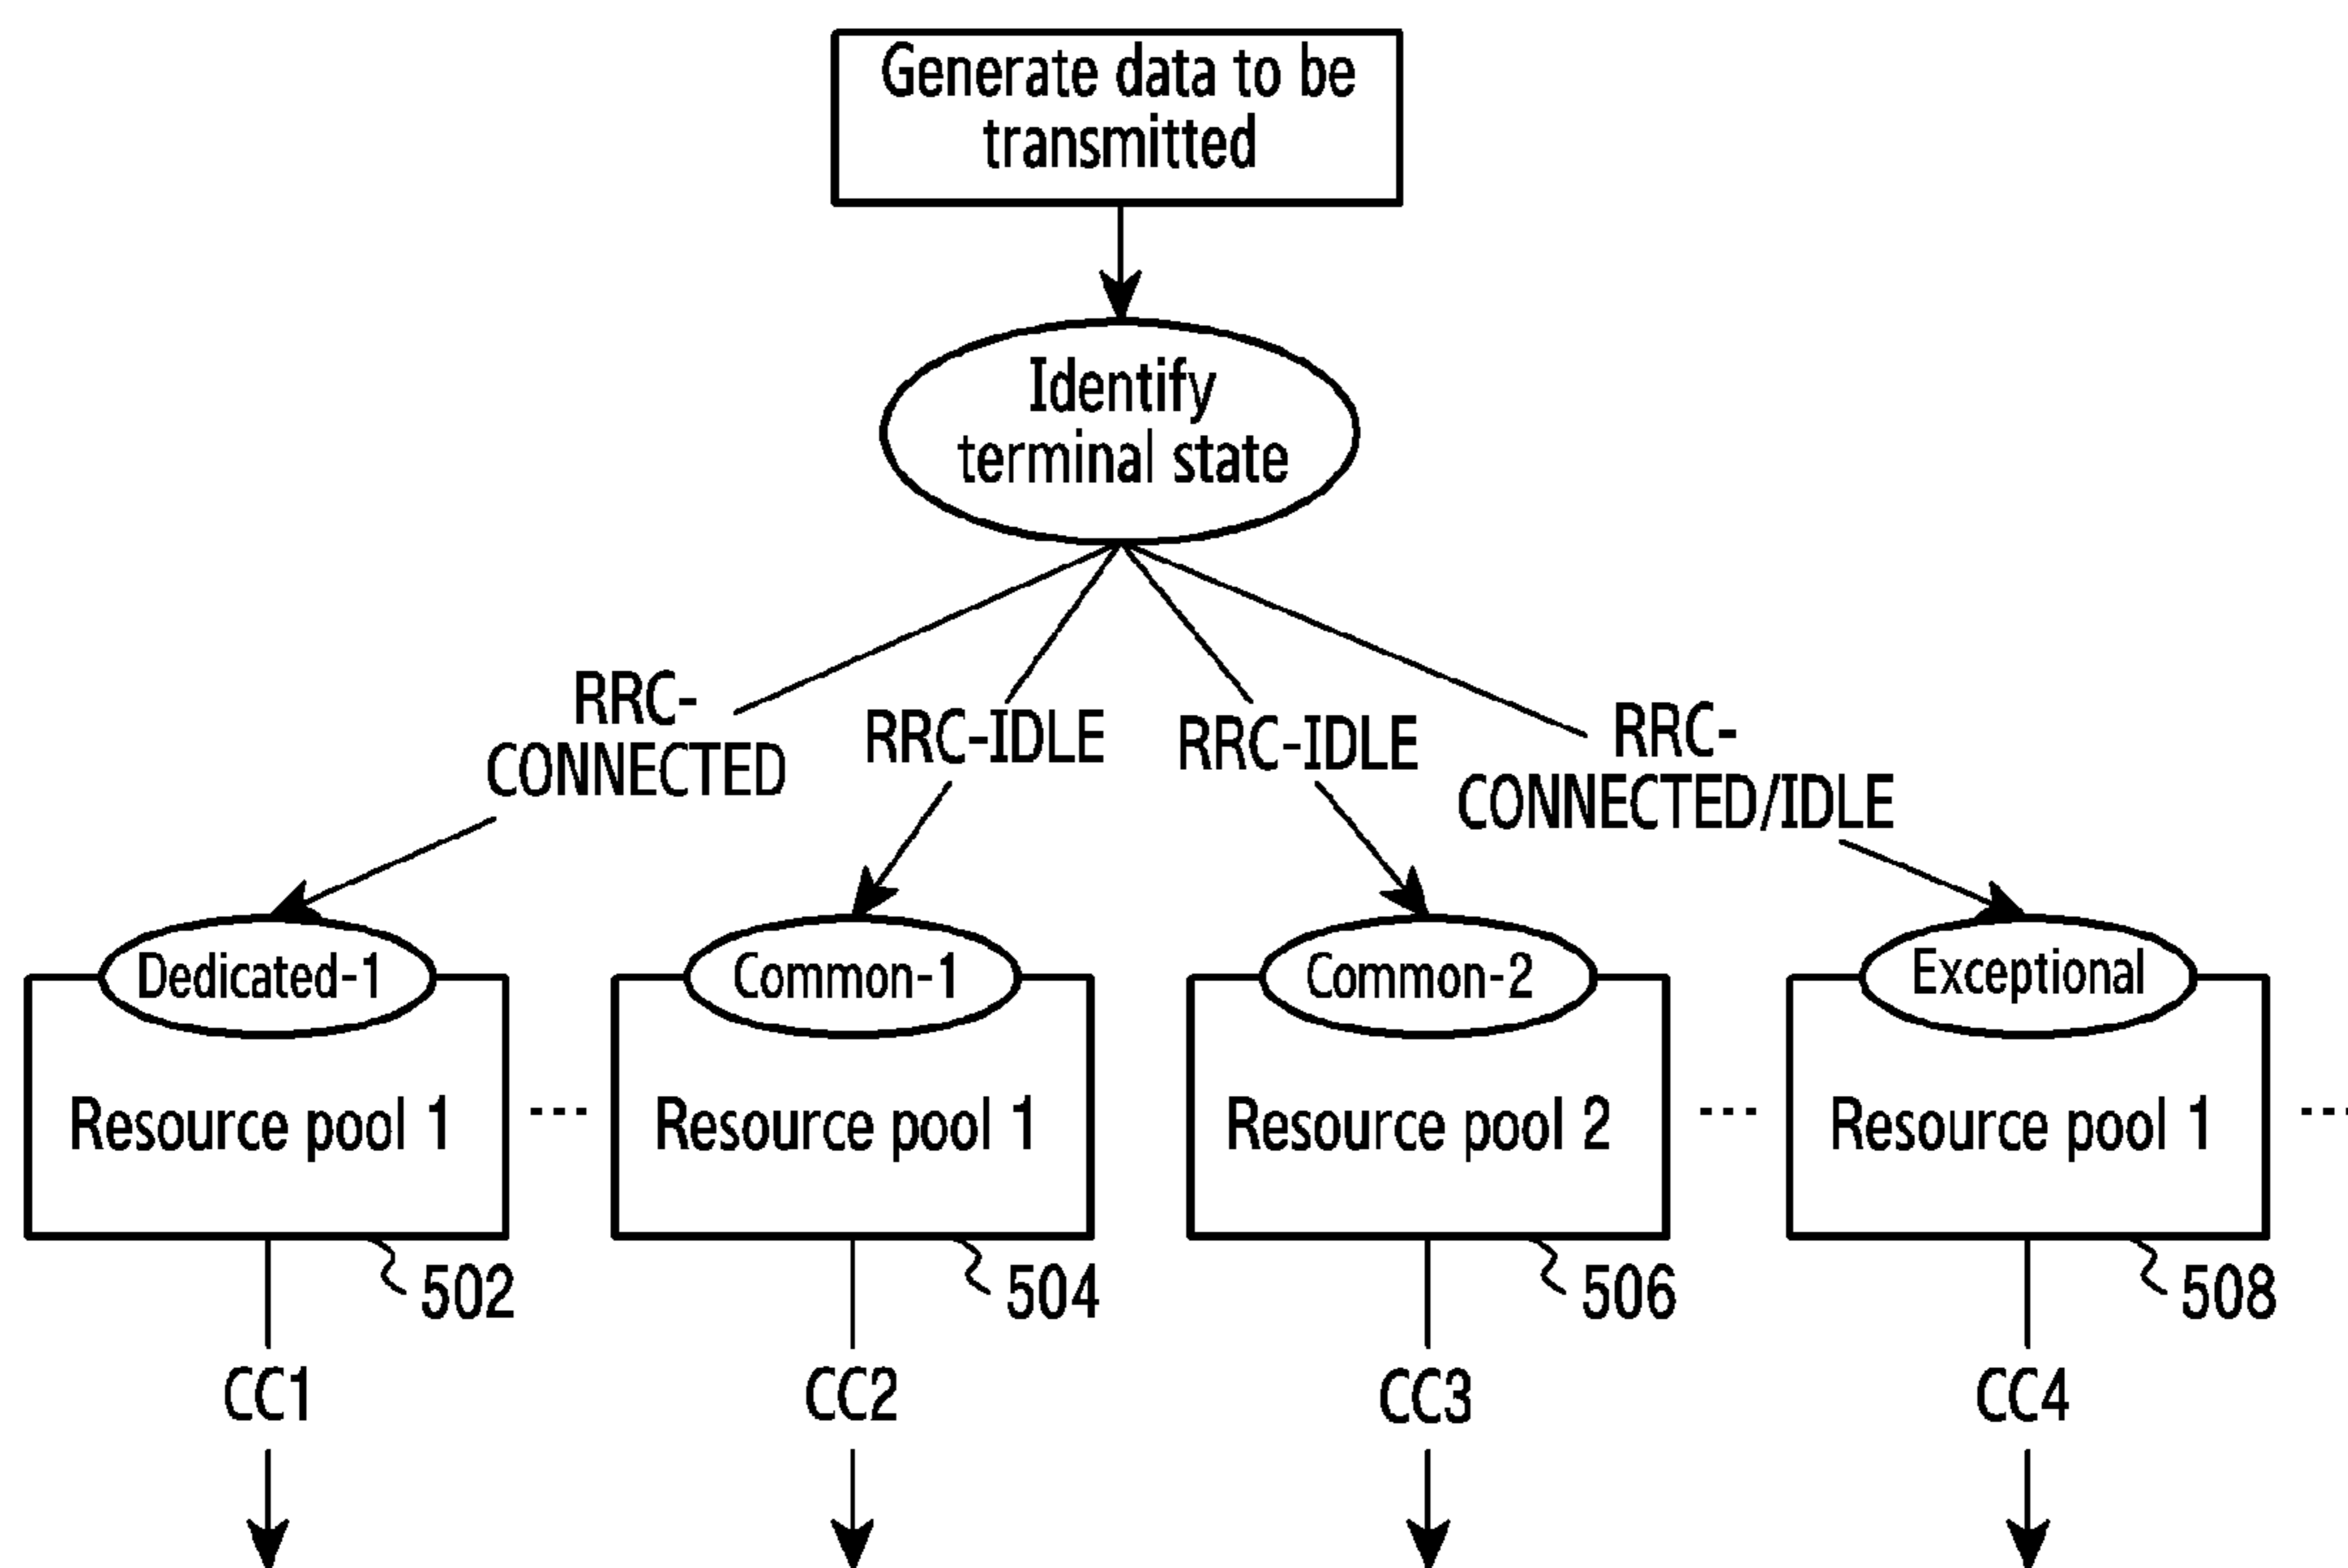 Generate data to be
transmitted
Identify
terminal state
RRC-
CONNECTED
RRC-IDLE
RRC-IDLE
RRC-
CONNECTED/IDLE
Dedicated-1
Common-1
Common-2
Exceptional
Resource pool 1
---
Resource pool 1
Resource pool 2
---
Resource pool 1
---
502
504
506
508
CC1
CC2
CC3
CC4